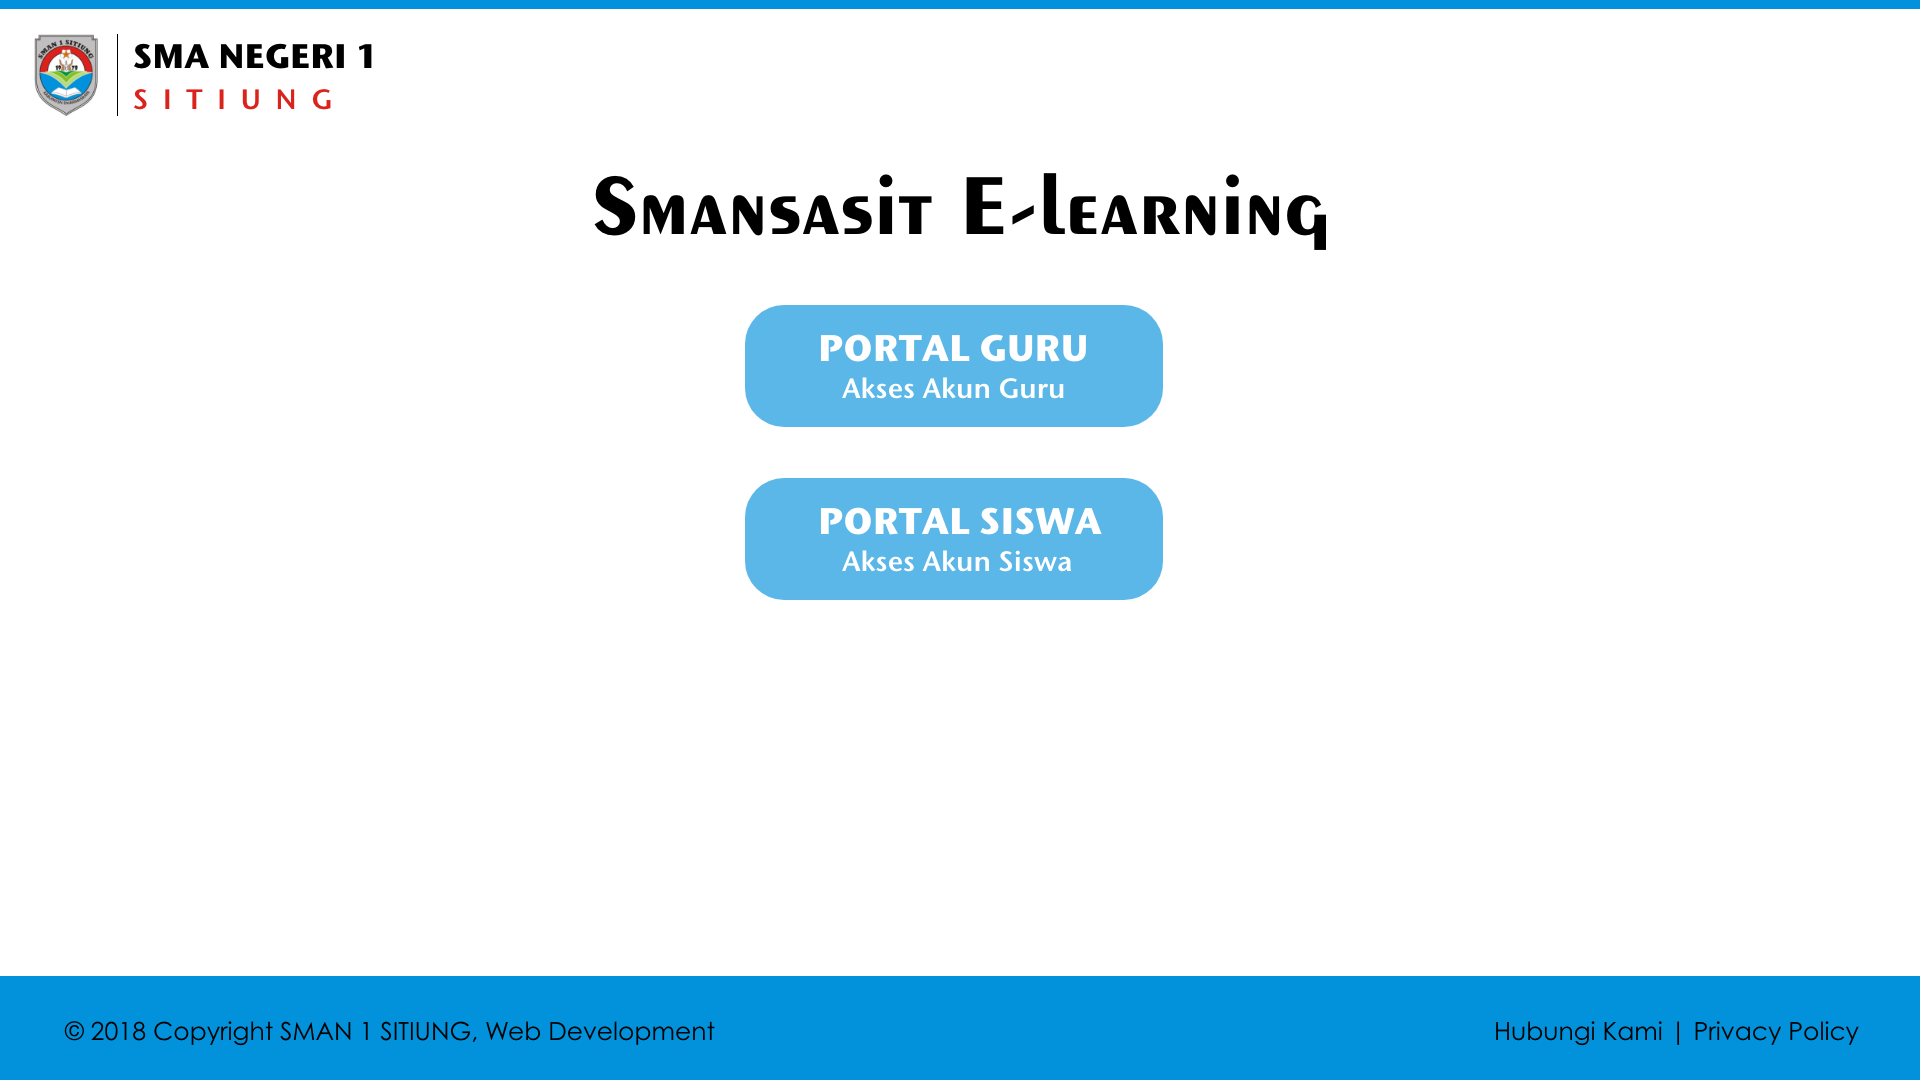 SMAN 1 SITIUNG
SMA NEGERI 1
SITIUNG
Smansasit E-learning
PORTAL GURU
Akses Akun Guru
PORTAL SISWA
Akses Akun Siswa
© 2018 Copyright SMAN 1 SITIUNG, Web Development
Hubungi Kami | Privacy Policy